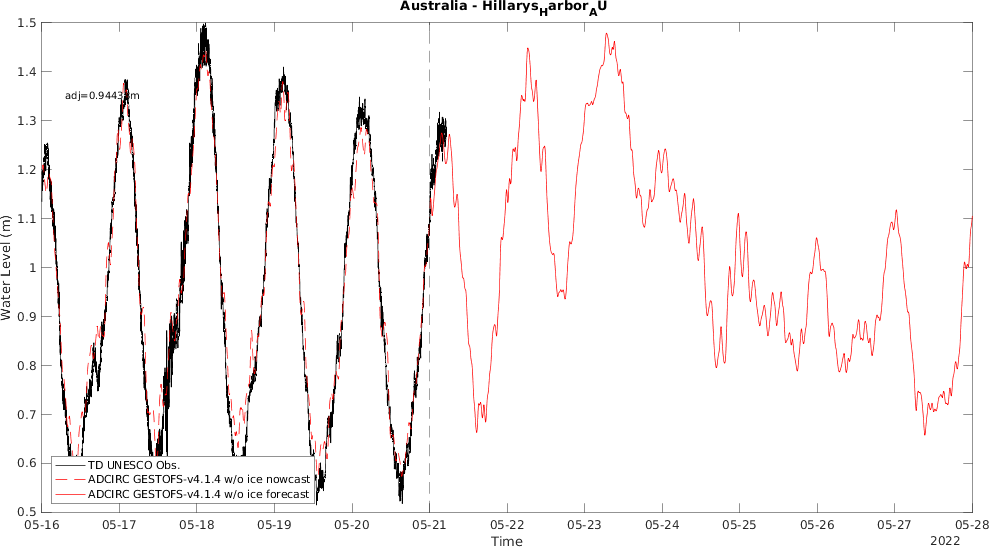 Australia - Hillarys_Harbor_AU
1.5
1.4
adj=0.94433m
1.3
1.2
1.1
1
0.9
0.8
0.7
0.6
0.5
Water Level (m)
TD UNESCO Obs.
ADCIRC GESTOFS-v4.1.4 w/o ice nowcast
ADCIRC GESTOFS-v4.1.4 w/o ice forecast
05-16 05-17 05-18 05-19 05-20 05-21 05-22 05-23 05-24 05-25 05-26 05-27 05-28
Time
2022